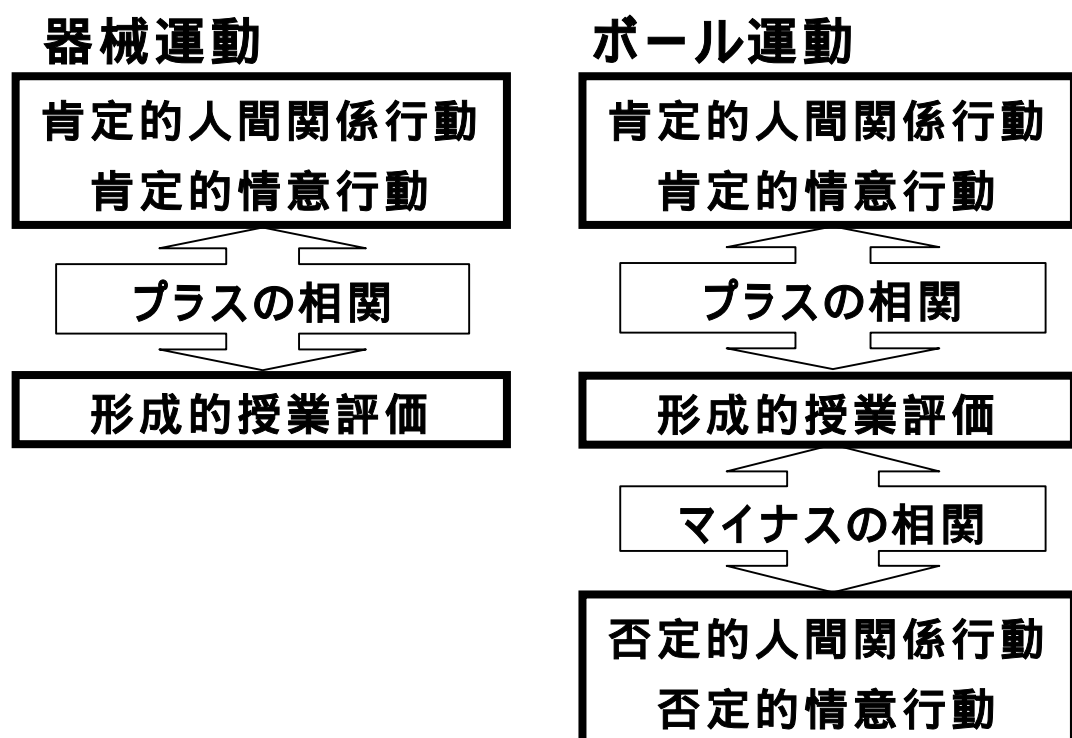 器械運動
肯定的人間関係行動
肯定的情意行動
プラスの相関
形成的授業評価
ボール運動
肯定的人間関係行動
肯定的情意行動
プラスの相関
形成的授業評価
マイナスの相関
否定的人間関係行動
否定的情意行動